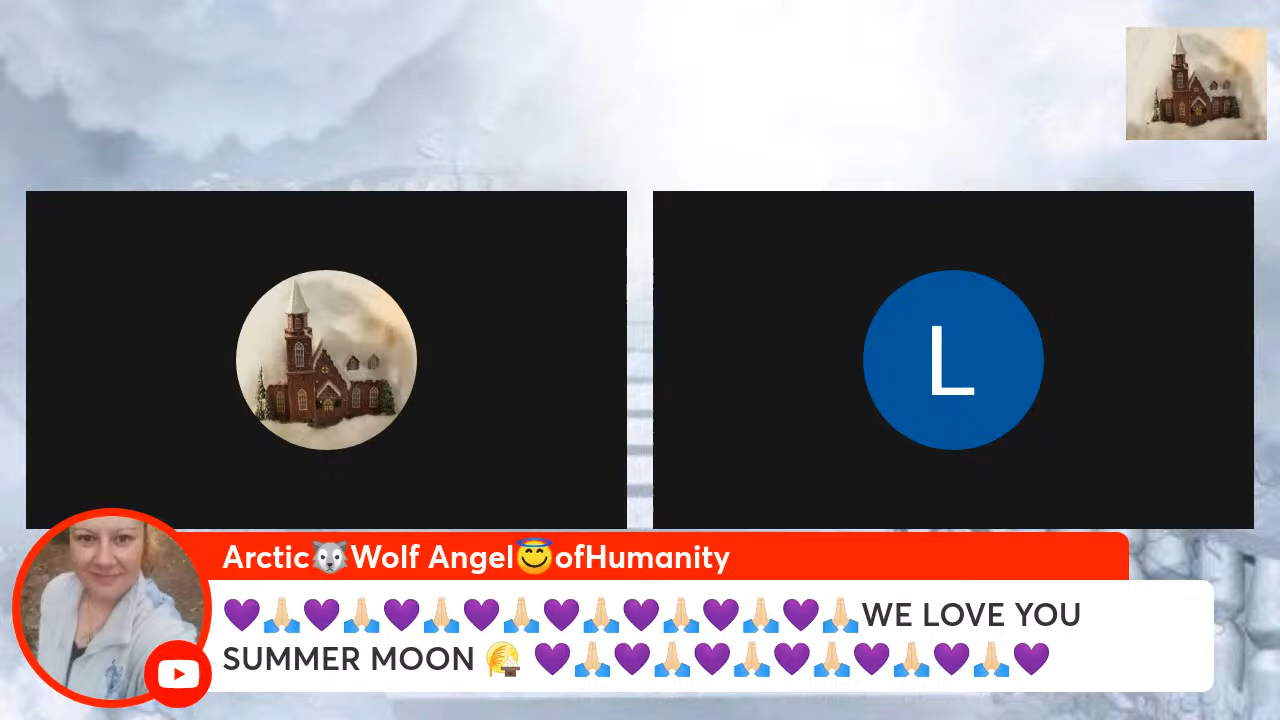 L
Arctic🐺Wolf Angel😇ofHumanity
💜🙏🏻💜🙏🏻💜🙏🏻💜🙏🏻💜🙏🏻💜🙏🏻💜🙏🏻💜🙏🏻WE LOVE YOU
SUMMER MOON 🎑 💜🙏🏻💜🙏🏻💜🙏🏻💜🙏🏻💜🙏🏻💜🙏🏻💜